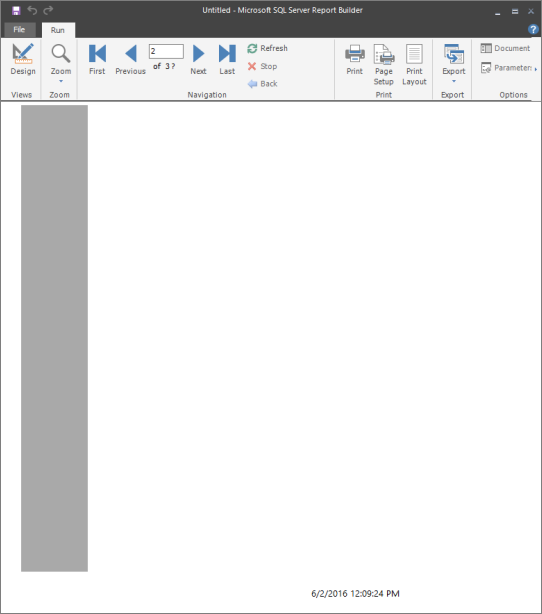 Untitled - Microsoft SQL Server Report Builder
File Run
Design
Zoom
First Previous
2
of 3 ?
Next Last
Refresh
Stop
Back
Print
Page
Setup
Print
Layout
Export
Document
Parameters
Views Zoom Navigation Print Export Options
6/2/2016 12:09:24 PM